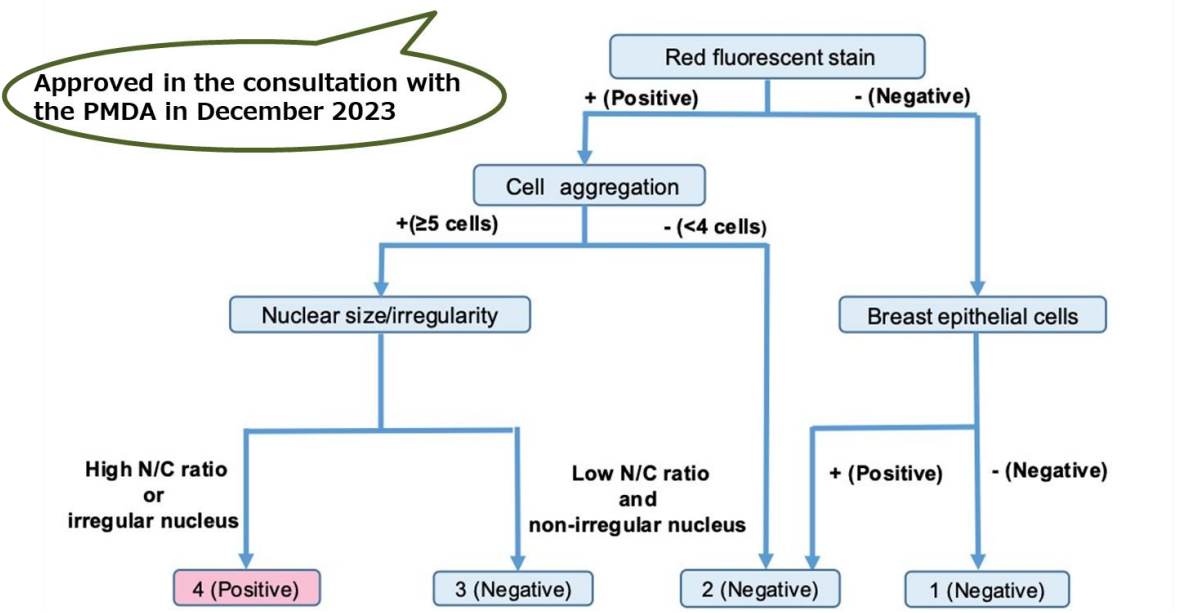 Approved in the consultation with
the PMDA in December 2023
Red fluorescent stain
+ (Positive)
- (Negative)
Cell aggregation
+(≥5 cells)
- (<4 cells)
Nuclear size/irregularity
Breast epithelial cells
High N/C ratio
or
irregular nucleus
Low N/C ratio
and
non-irregular nucleus
+ (Positive)
- (Negative)
4 (Positive)
3 (Negative)
2 (Negative)
1 (Negative)